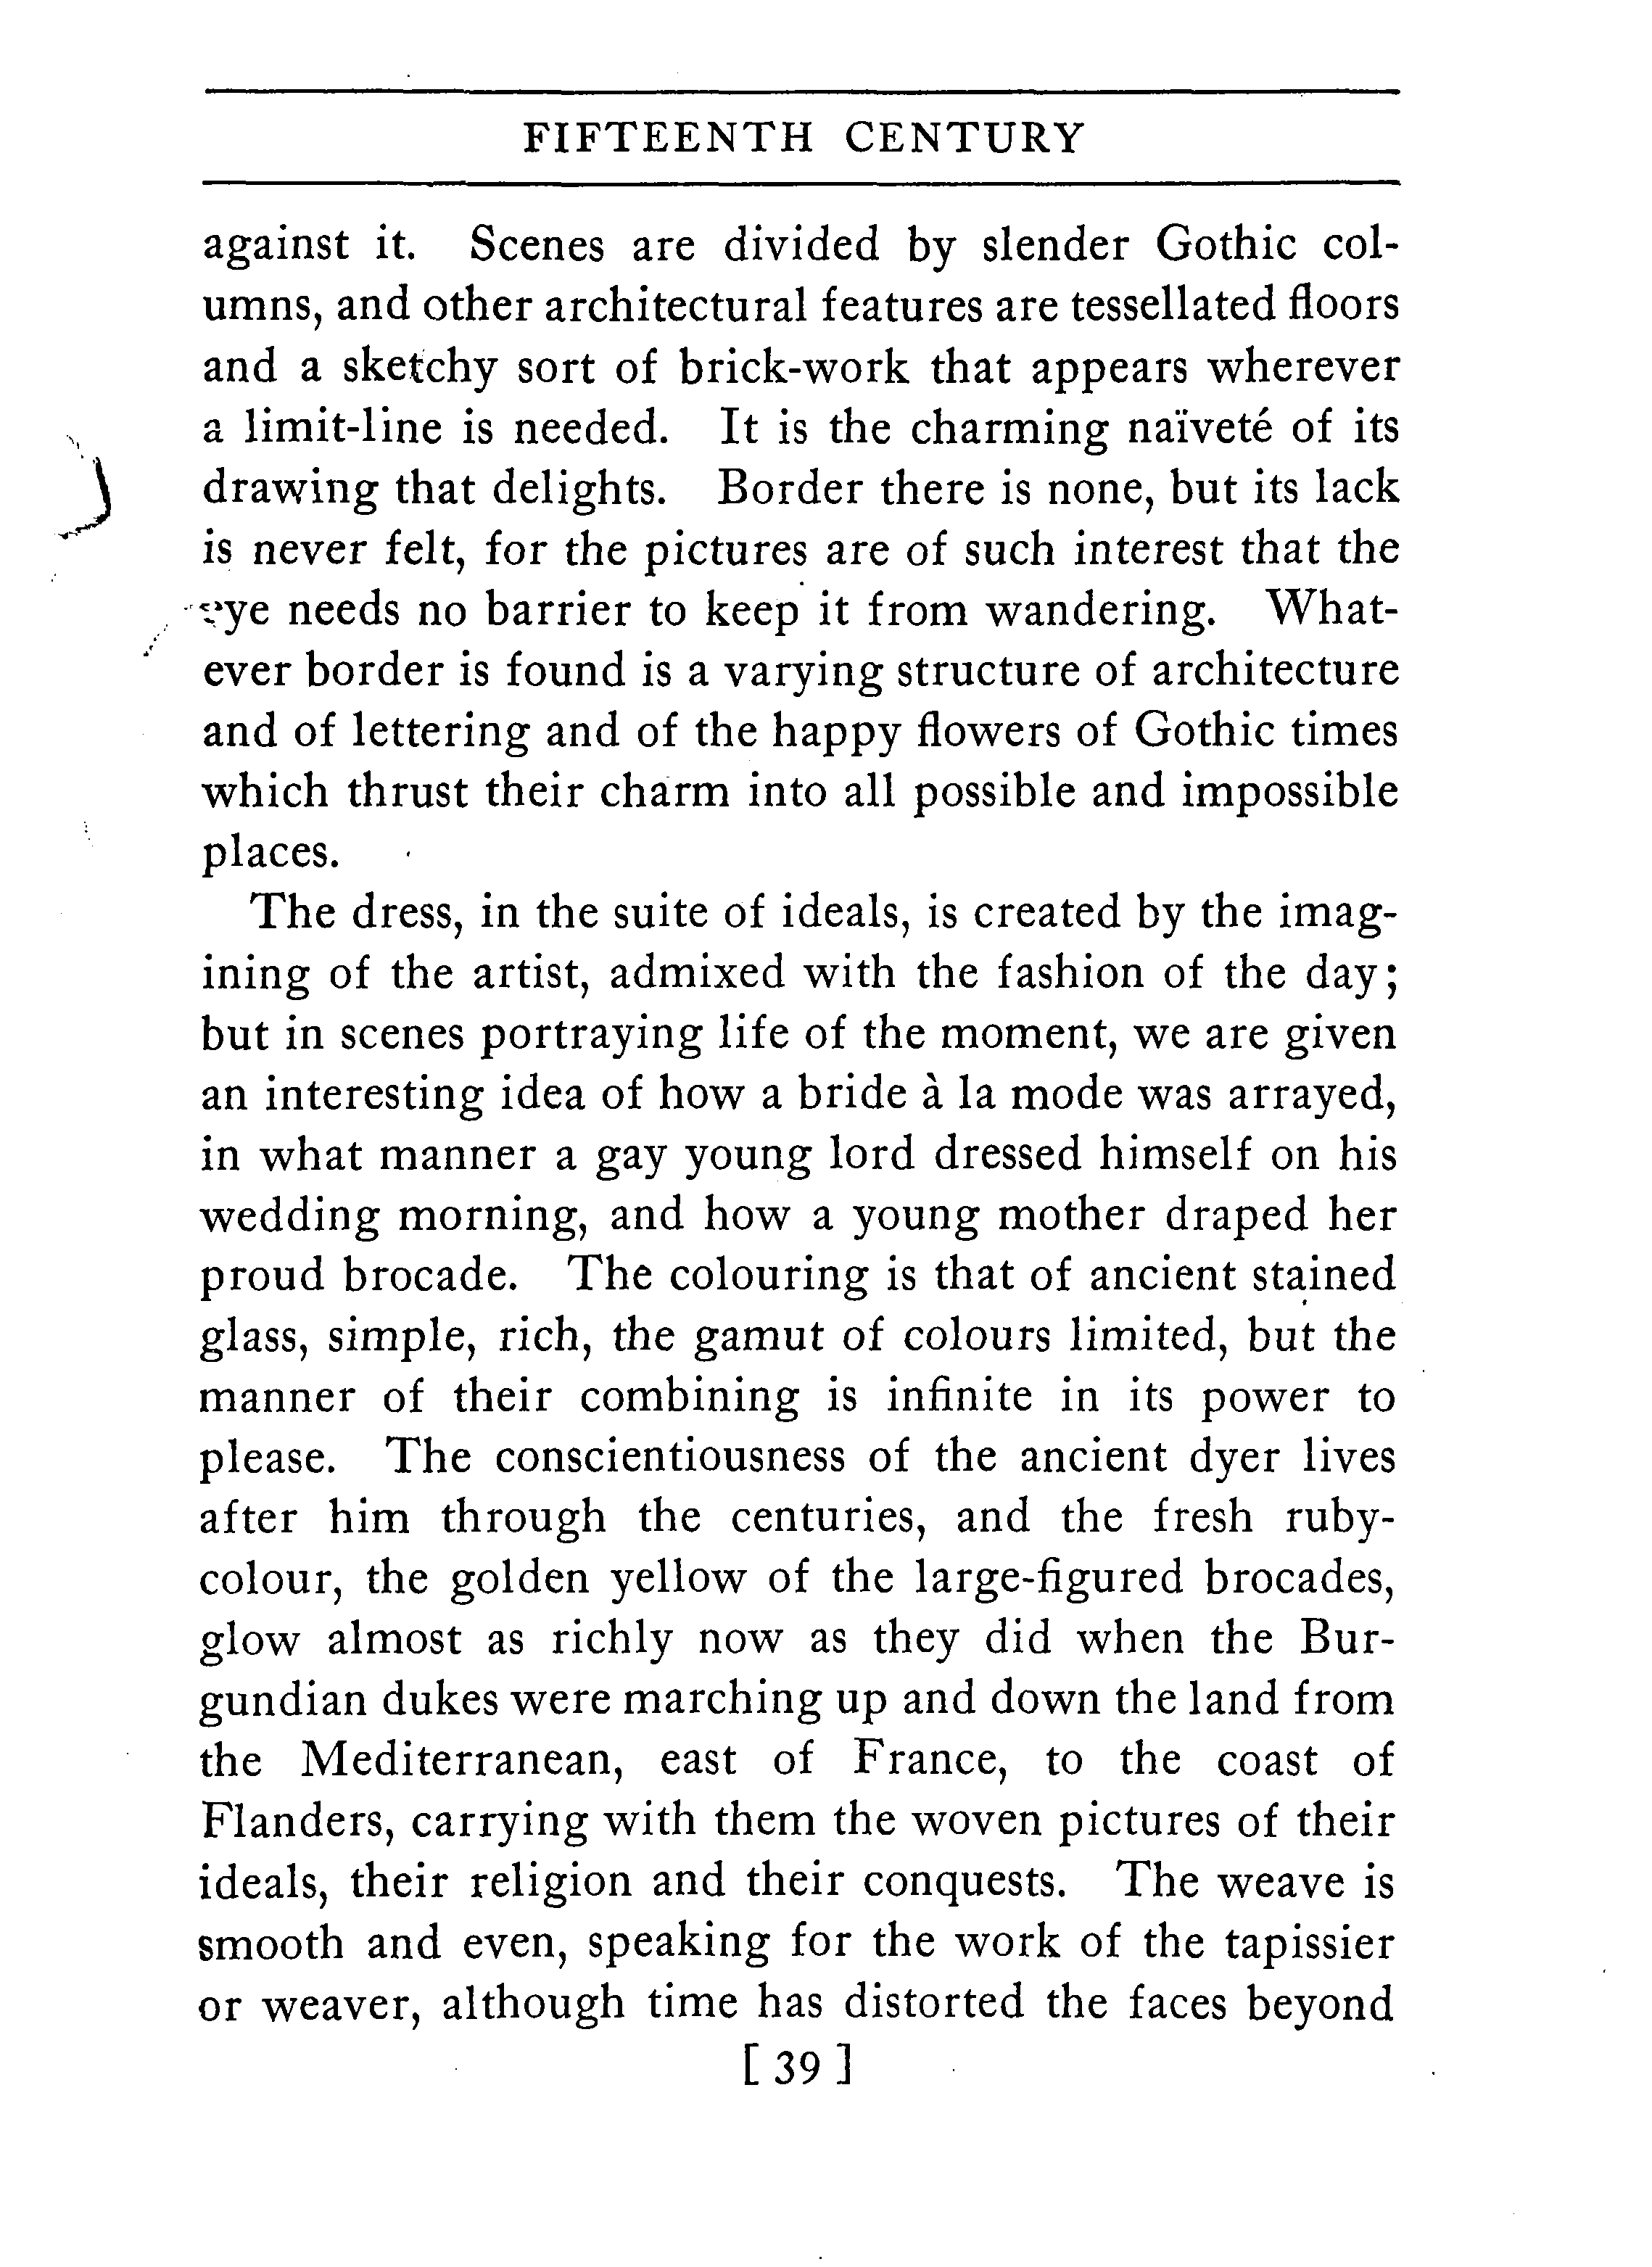 FIFTEENTH CENTURY
against it. Scenes are divided by slender Gothic col-
umns, and other architectural features are tessellated floors
and a sketchy sort of brick-work that appears wherever
a limit-line is needed. It is the charming naïveté of its
drawing that delights. Border there is none, but its lack
is never felt, for the pictures are of such interest that the
eye needs no barrier to keep it from wandering. What-
ever border is found is a varying structure of architecture
and of lettering and of the happy flowers of Gothic times
which thrust their charm into all possible and impossible
places.
The dress, in the suite of ideals, is created by the imag-
ining of the artist, admixed with the fashion of the day;
but in scenes portraying life of the moment, we are given
an interesting idea of how a bride à la mode was arrayed,
in what manner a gay young lord dressed himself on his
wedding morning, and how a young mother draped her
proud brocade. The colouring is that of ancient stained
glass, simple, rich, the gamut of colours limited, but the
manner of their combining is infinite in its power to
please. The conscientiousness of the ancient dyer lives
after him through the centuries, and the fresh ruby-
colour, the golden yellow of the large-figured brocades,
glow almost as richly now as they did when the Bur-
gundian dukes were marching up and down the land from
the Mediterranean, east of France, to the coast of
Flanders, carrying with them the woven pictures of their
ideals, their religion and their conquests. The weave is
smooth and even, speaking for the work of the tapissier
or weaver, although time has distorted the faces beyond
[ 39 ]